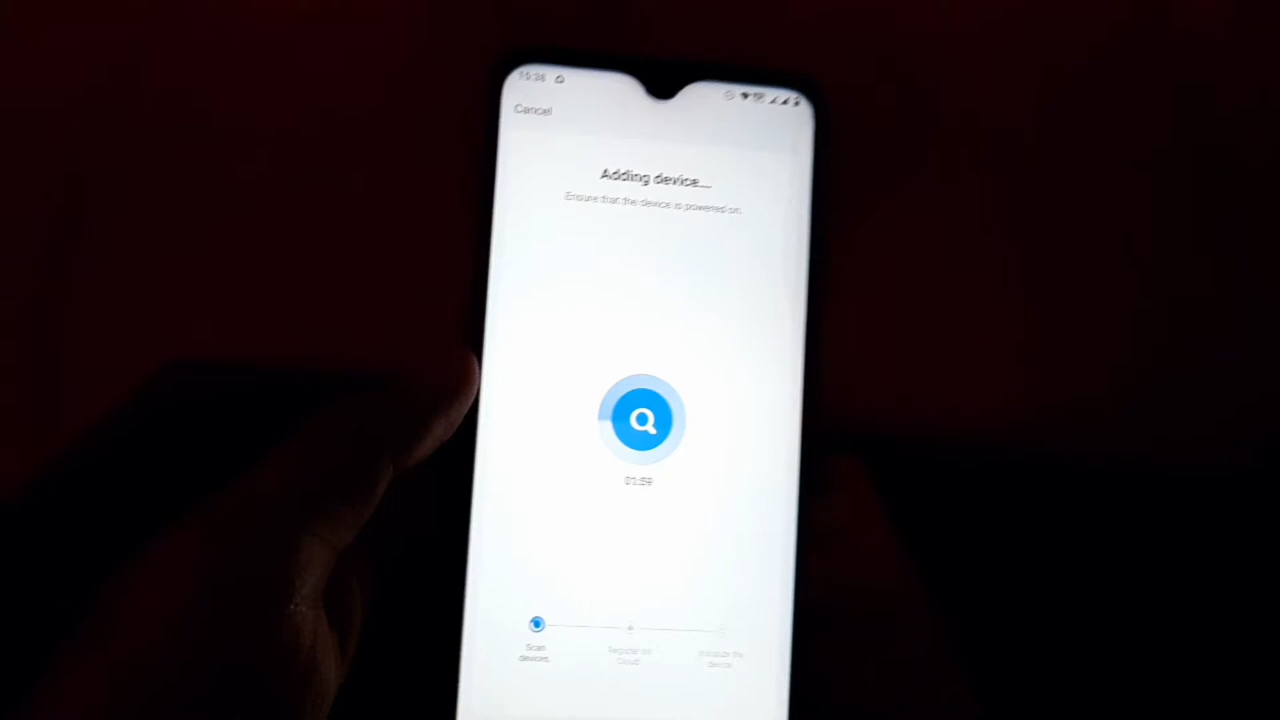 Cancel
Adding device...
Ensure that the device is powered on.
01:59
Scan
devices.
Register on
Cloud
the
device.